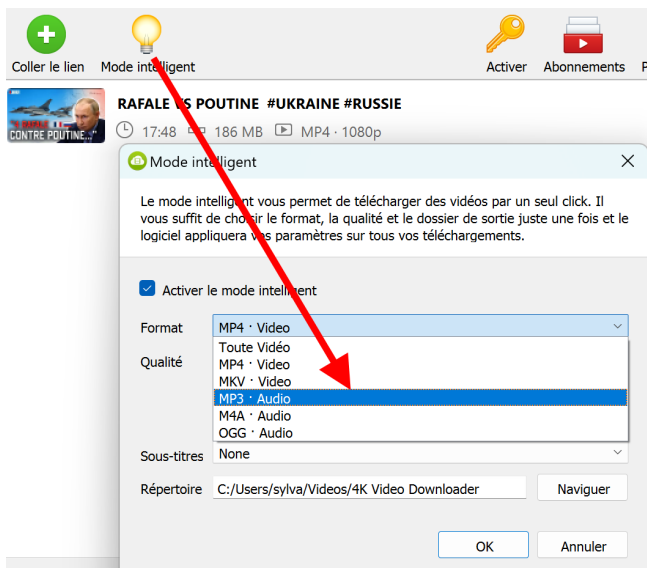 Coller le lien
Mode intelligent
Activer
Abonnements
P
RAFALE VS POUTINE #UKRAINE #RUSSIE
CONTRE POUTINE..."
17:48
186 MB
MP4 · 1080p
Mode intelligent
Le mode intelligent vous permet de télécharger des vidéos par un seul click. Il
vous suffit de choisir le format, la qualité et le dossier de sortie juste une fois et le
logiciel appliquera vos paramètres sur tous vos téléchargements.
Activer le mode intelligent
Format
MP4 · Video
Toute Vidéo
Qualité
MP4 · Video
MKV · Video
MP3 · Audio
M4A · Audio
OGG · Audio
Sous-titres
None
Répertoire
C:/Users/sylva/Videos/4K Video Downloader
Naviguer
OK
Annuler